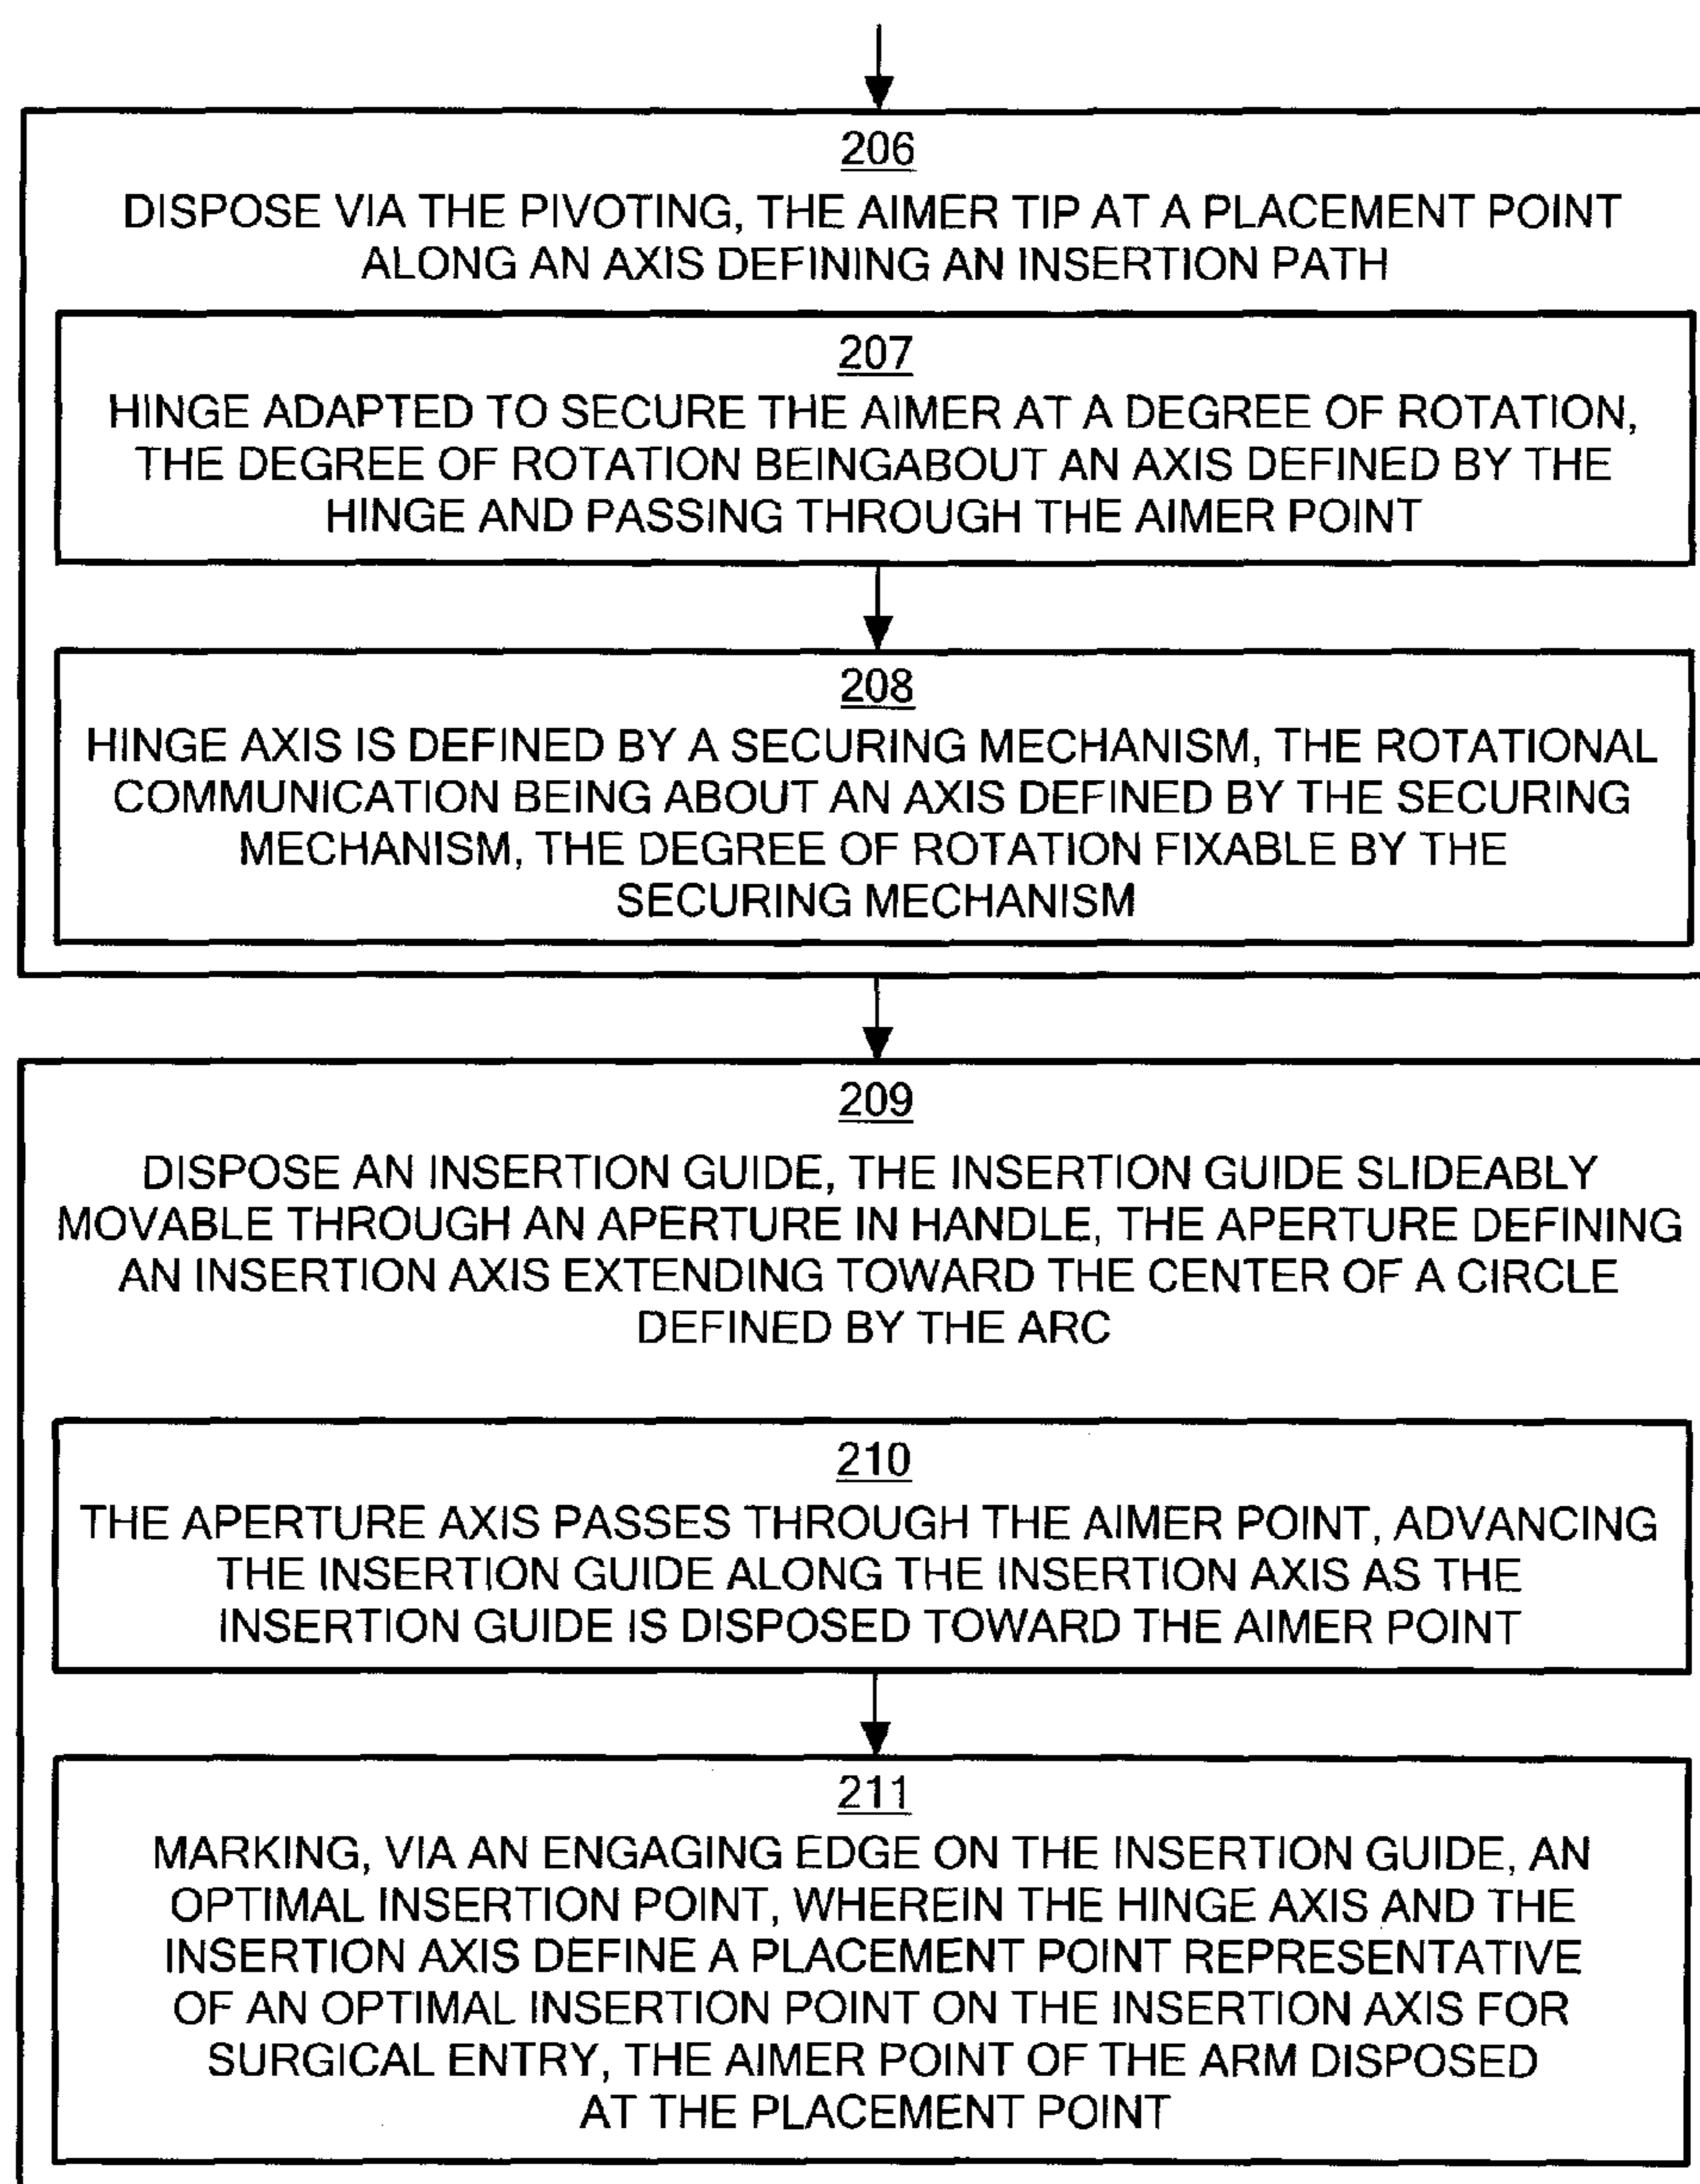 206
DISPOSE VIA THE PIVOTING, THE AIMER TIP AT A PLACEMENT POINT
ALONG AN AXIS DEFINING AN INSERTION PATH
207
HINGE ADAPTED TO SECURE THE AIMER AT A DEGREE OF ROTATION,
THE DEGREE OF ROTATION BEINGABOUT AN AXIS DEFINED BY THE
HINGE AND PASSING THROUGH THE AIMER POINT
208
HINGE AXIS IS DEFINED BY A SECURING MECHANISM, THE ROTATIONAL
COMMUNICATION BEING ABOUT AN AXIS DEFINED BY THE SECURING
MECHANISM, THE DEGREE OF ROTATION FIXABLE BY THE
SECURING MECHANISM
209
DISPOSE AN INSERTION GUIDE, THE INSERTION GUIDE SLIDEABLY
MOVABLE THROUGH AN APERTURE IN HANDLE, THE APERTURE DEFINING
AN INSERTION AXIS EXTENDING TOWARD THE CENTER OF A CIRCLE
DEFINED BY THE ARC
210
THE APERTURE AXIS PASSES THROUGH THE AIMER POINT, ADVANCING
THE INSERTION GUIDE ALONG THE INSERTION AXIS AS THE
INSERTION GUIDE IS DISPOSED TOWARD THE AIMER POINT
211
MARKING, VIA AN ENGAGING EDGE ON THE INSERTION GUIDE, AN
OPTIMAL INSERTION POINT, WHEREIN THE HINGE AXIS AND THE
INSERTION AXIS DEFINE A PLACEMENT POINT REPRESENTATIVE
OF AN OPTIMAL INSERTION POINT ON THE INSERTION AXIS FOR
SURGICAL ENTRY, THE AIMER POINT OF THE ARM DISPOSED
AT THE PLACEMENT POINT